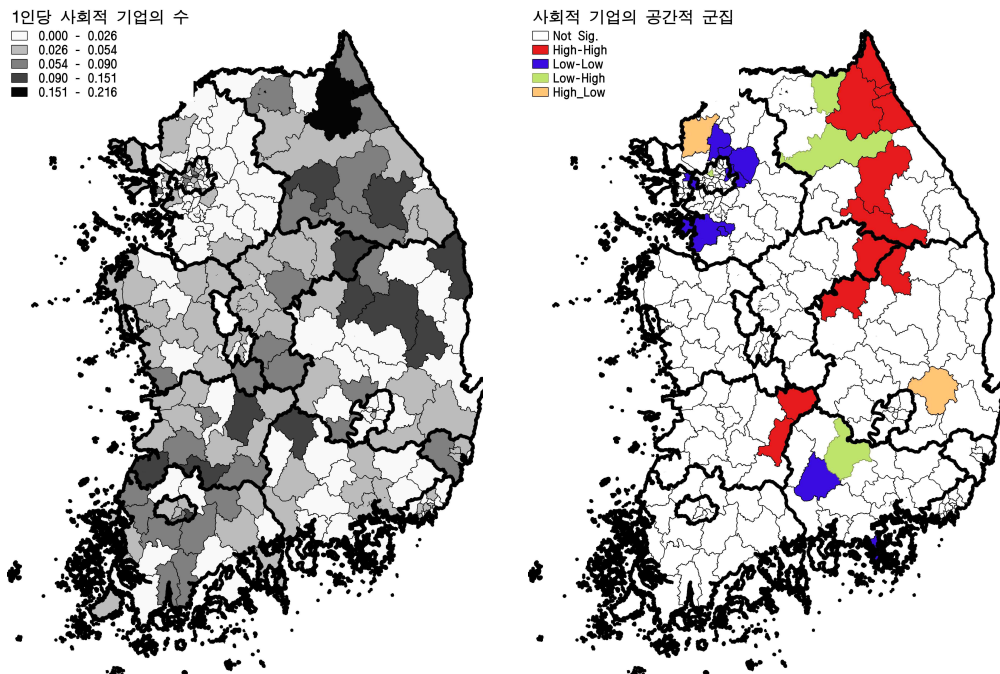 1인당 사회적 기업의 수
0.000 - 0.026
0.026 - 0.054
0.054 - 0.090
0.090 - 0.151
0.151 - 0.216
사회적 기업의 공간적 군집
Not Sig.
High-High
Low-Low
Low-High
High_Low